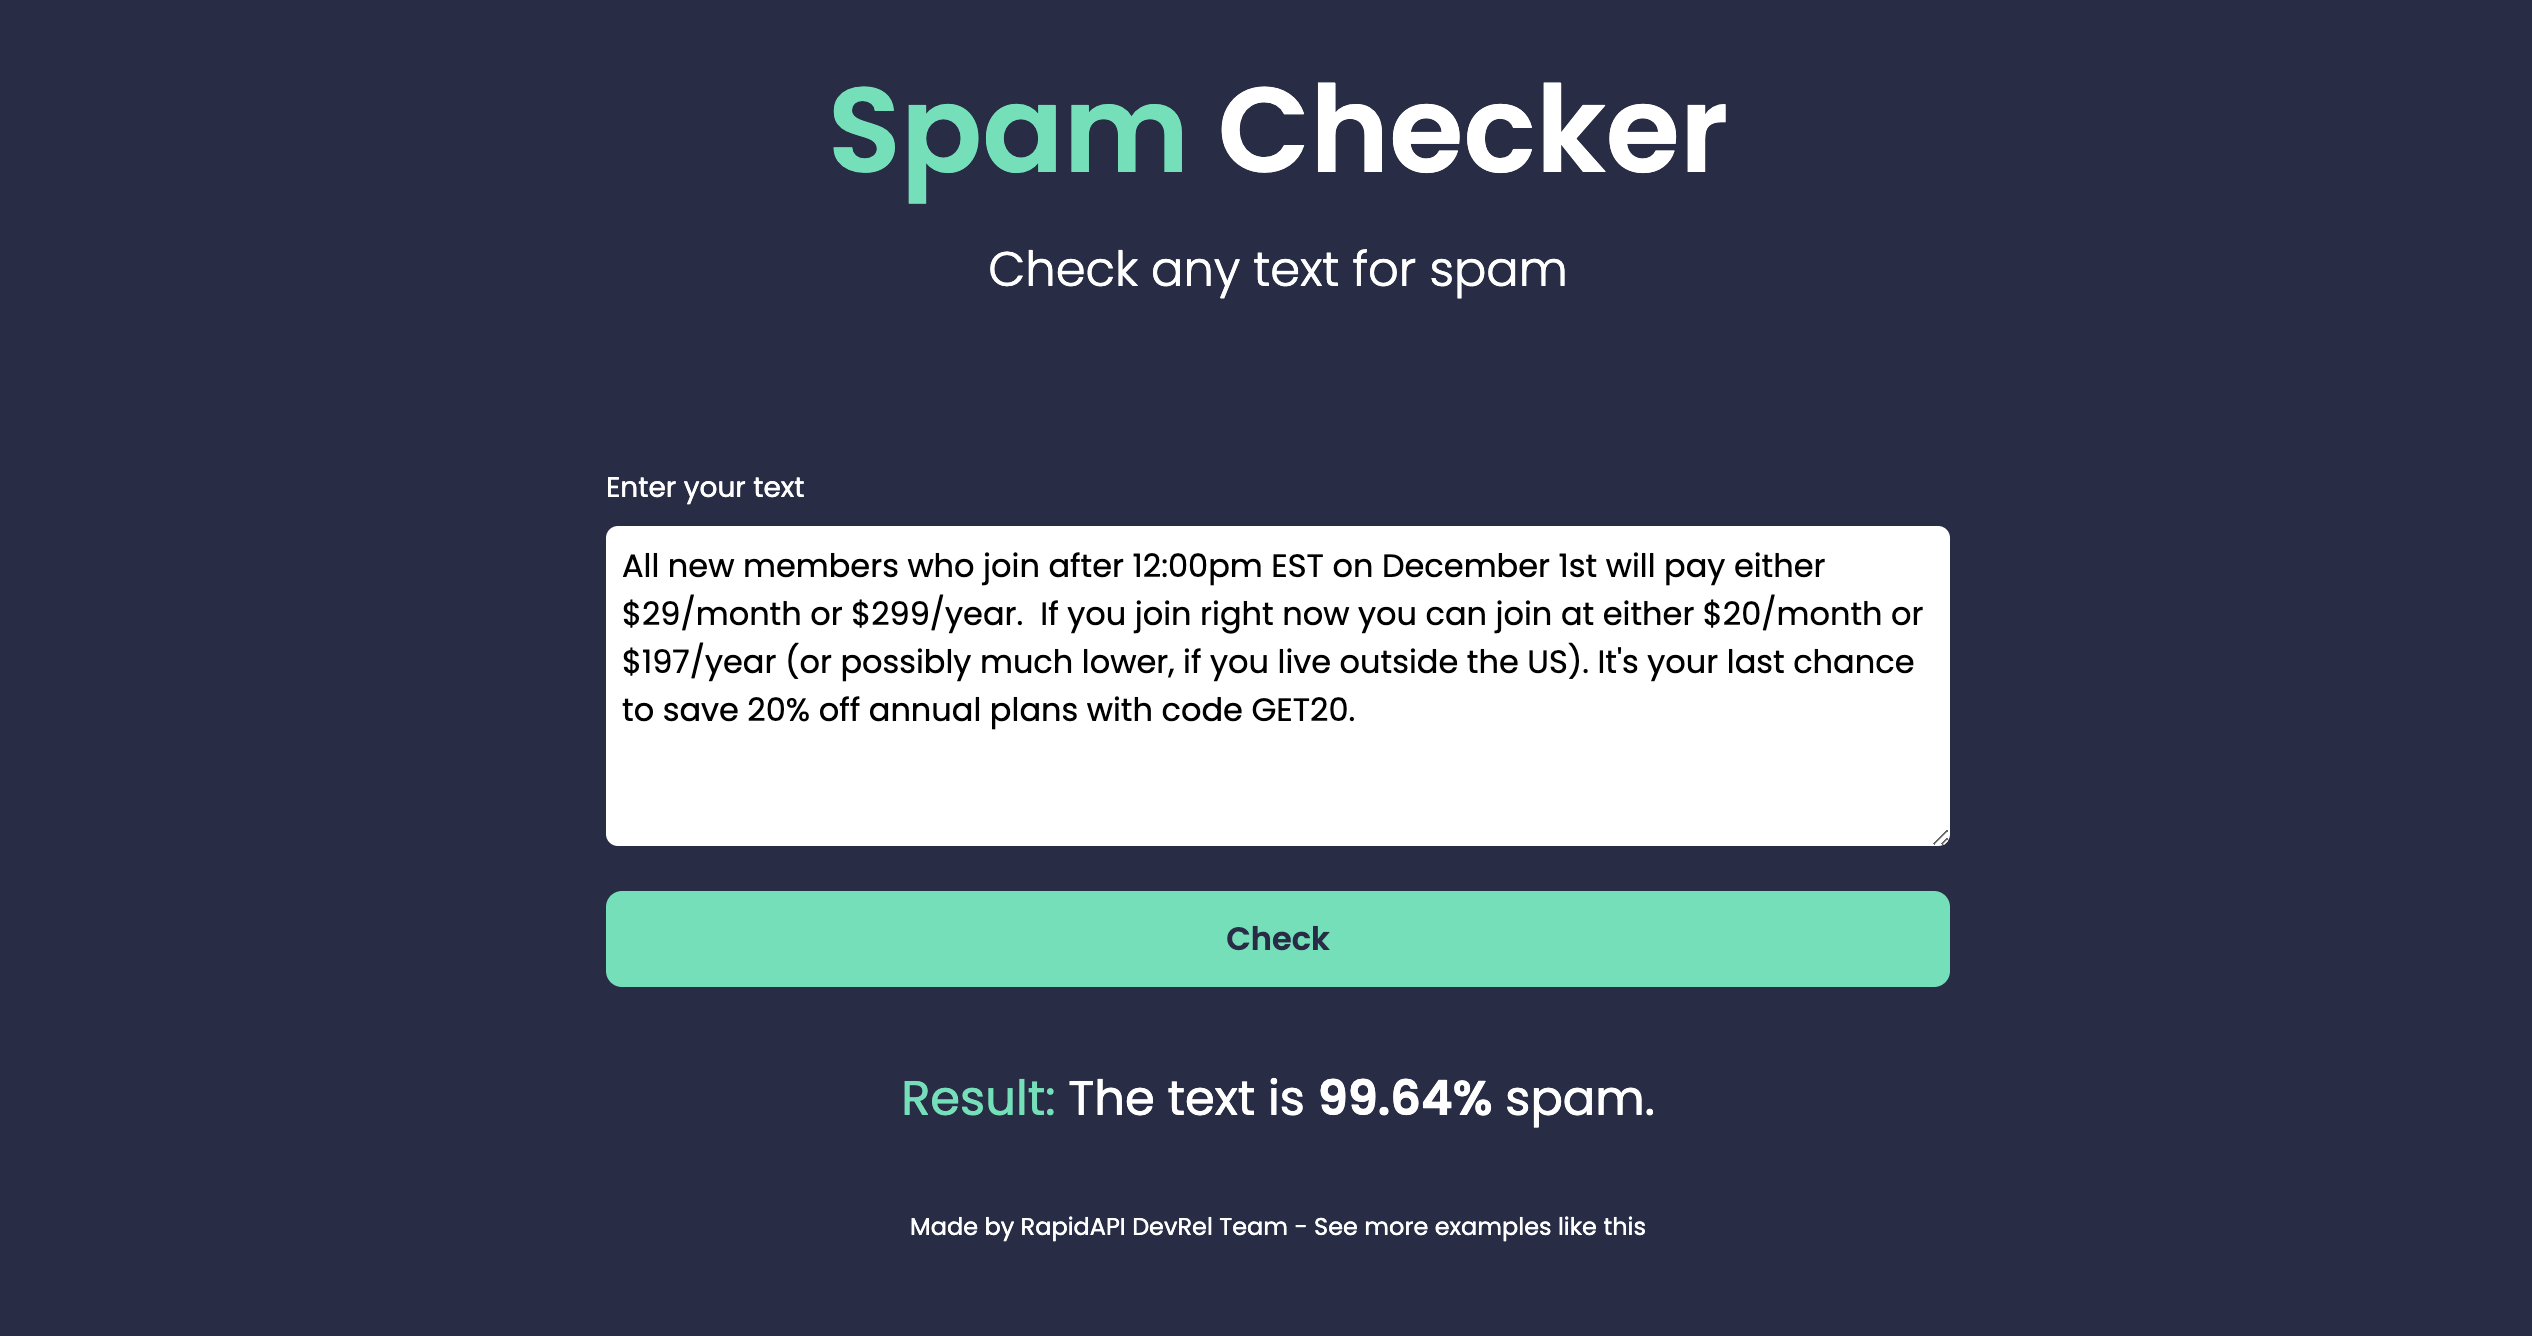 Spam Checker
Check any text for spam
Enter your text
All new members who join after 12:00pm EST on December 1st will pay either
$29/month or $299/year.  If you join right now you can join at either $20/month or
$197/year (or possibly much lower, if you live outside the US). It's your last chance
to save 20% off annual plans with code GET20.
Check
Result: The text is 99.64% spam.
Made by RapidAPI DevRel Team - See more examples like this